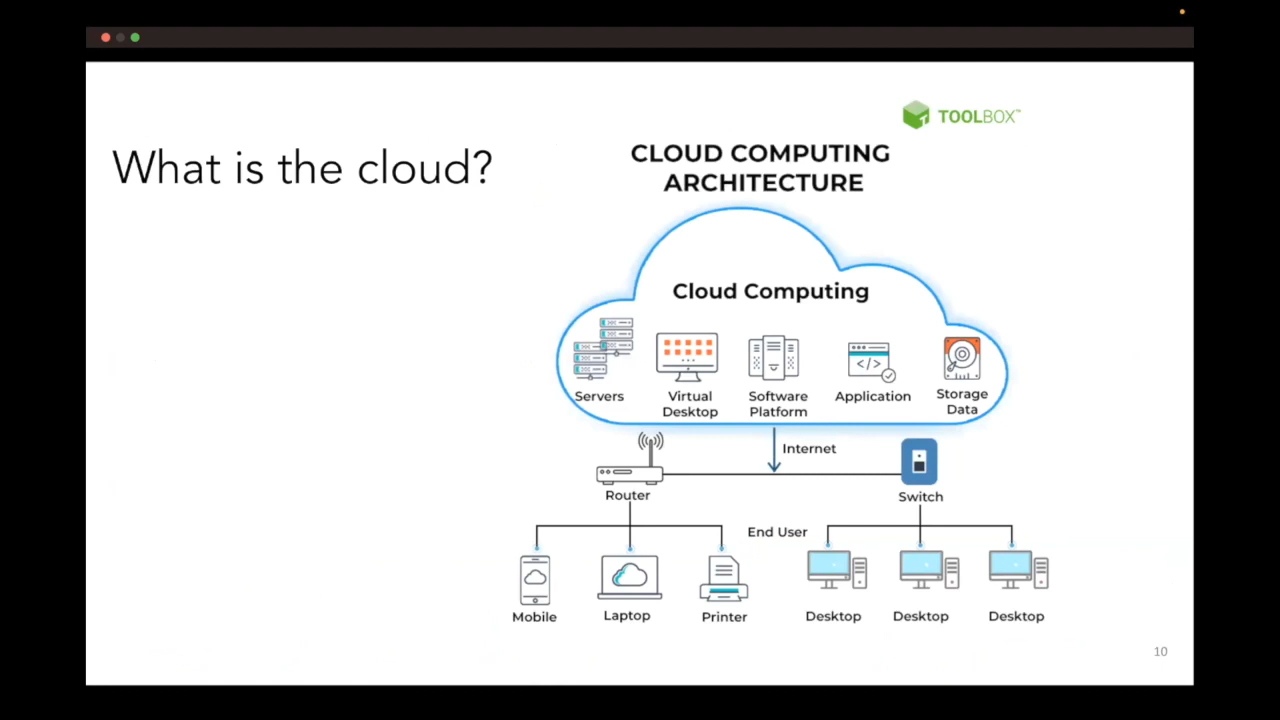 TOOLBOX™
What is the cloud?
CLOUD COMPUTING
ARCHITECTURE
Cloud Computing
Servers
Virtual
Desktop
Software
Platform
</>
Application
Storage
Data
Internet
Router
Switch
End User
Mobile
Laptop
Printer
Desktop
Desktop
Desktop
10